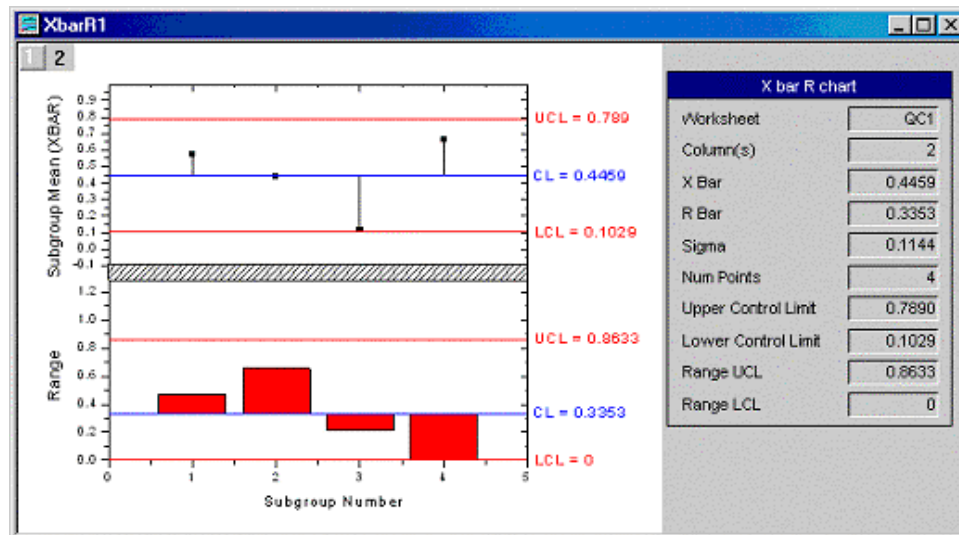 XbarR1
1 2
Subgroup Mean (XBAR)
0.9
0.8
0.7
0.6
0.5
0.4
0.3
0.2
0.1
0.0
-0.1
UCL = 0.789
CL = 0.4459
LCL = 0.1029
Range
1.2
1.0
0.8
0.6
0.4
0.2
0.0
UCL = 0.8633
CL = 0.3353
LCL = 0
0 1 2 3 4 5
Subgroup Number
X bar R chart
Worksheet QC1
Column(s) 2
X Bar 0.4459
R Bar 0.3353
Sigma 0.1144
Num Points 4
Upper Control Limit 0.7890
Lower Control Limit 0.1029
Range UCL 0.8633
Range LCL 0